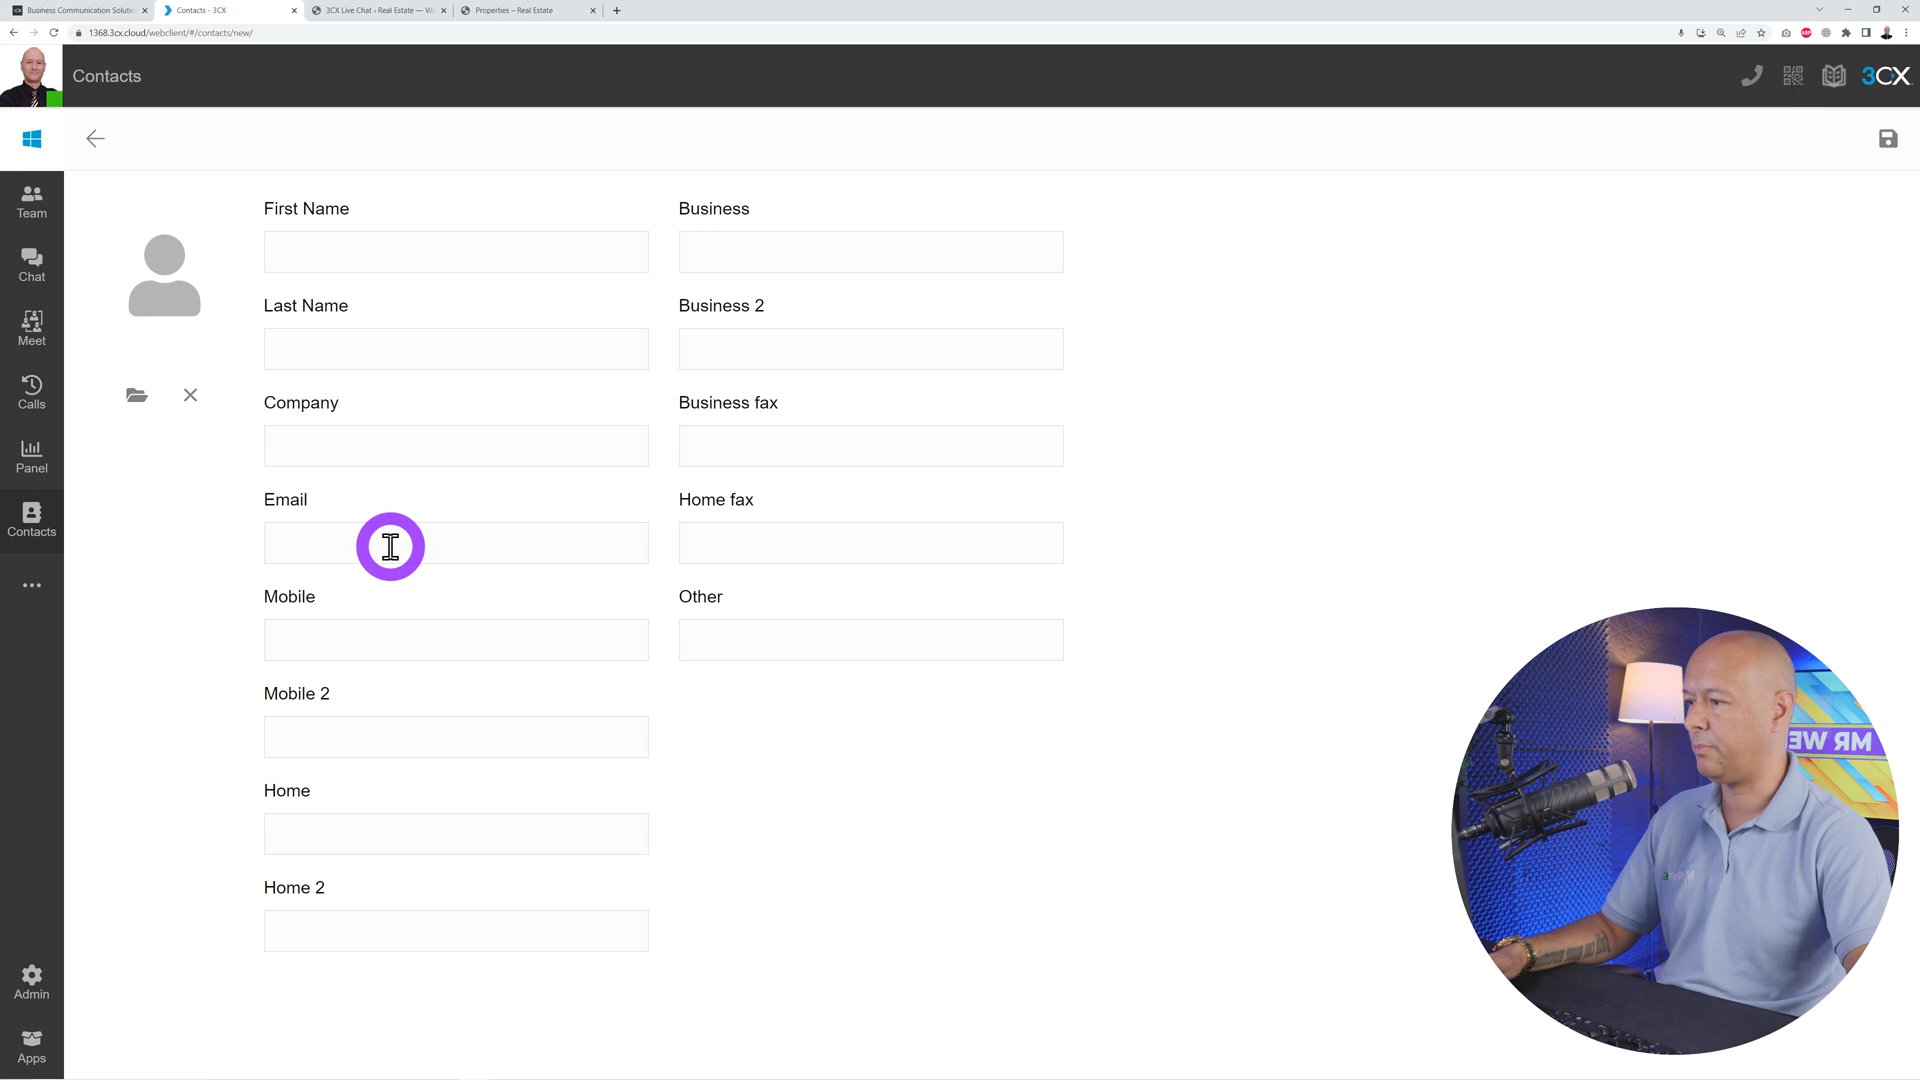 Business Communication Solutio
Contacts - 3CX
3CX Live Chat ‹ Real Estate — W
Properties – Real Estate
1368.3cx.cloud/webclient/#/contacts/new/
ABP
Contacts
3CX
Team
Chat
Meet
Calls
Panel
Contacts
Admin
Apps
First Name
Business
Last Name
Business 2
Company
Business fax
Email
Home fax
Mobile
Other
Mobile 2
Home
Home 2
MR WE